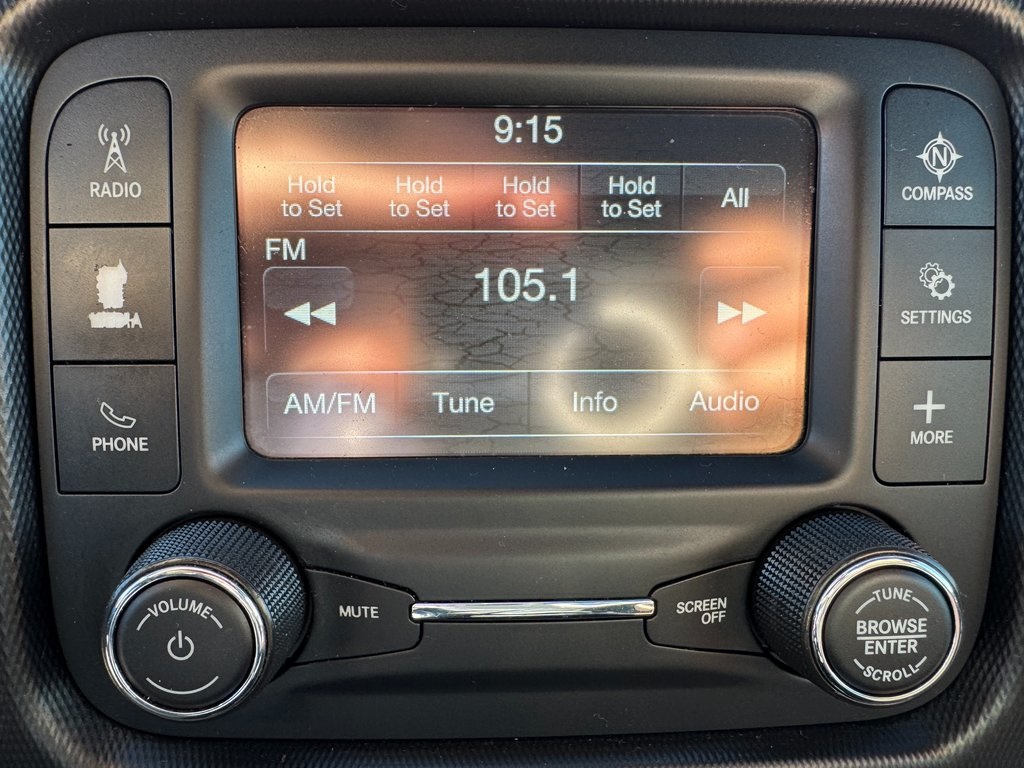 9:15
RADIO
Hold to Set
Hold to Set
Hold to Set
Hold to Set
All
COMPASS
FM
105.1
SETTINGS
AM/FM
Tune
Info
Audio
PHONE
MORE
VOLUME
MUTE
SCREEN
OFF
TUNE
BROWSE
ENTER
SCROLL